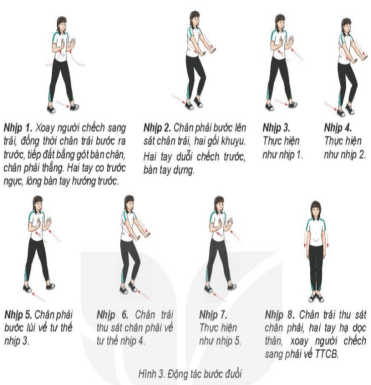 Nhịp 1. Xoay người chếch sang
trái, đồng thời chân trái bước ra
trước, tiếp đất bằng gót bàn chân,
chân phải thẳng. Hai tay co trước
ngực, lòng bàn tay hướng trước.
Nhịp 2. Chân phải bước lên
sát chân trái, hai gối khuỵu.
Hai tay duỗi chếch trước,
bàn tay dựng.
Nhịp 3.
Thực hiện
như nhịp 1.
Nhịp 4.
Thực hiện
như nhịp 2.
Nhịp 5. Chân phải
bước lùi về tư thế
nhịp 3.
Nhịp 6. Chân trái
thu sát chân phải về
tư thế nhịp 4.
Nhịp 7.
Thực hiện
như nhịp 5.
Nhịp 8. Chân trái thu sát
chân phải, hai tay hạ dọc
thân, xoay người chếch
sang phải về TTCB.
Hình 3. Động tác bước đuổi